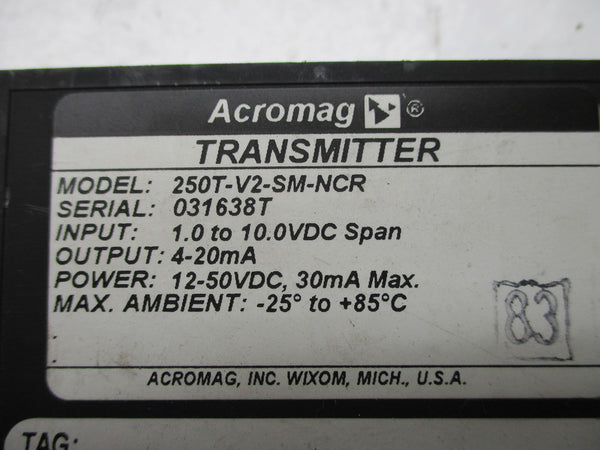 Acromag ®
TRANSMITTER
MODEL: 250T-V2-SM-NCR
SERIAL: 031638T
INPUT: 1.0 to 10.0VDC Span
OUTPUT: 4-20mA
POWER: 12-50VDC, 30mA Max.
MAX. AMBIENT: -25° to +85°C
83
ACROMAG, INC. WIXOM, MICH., U.S.A.
TAG: